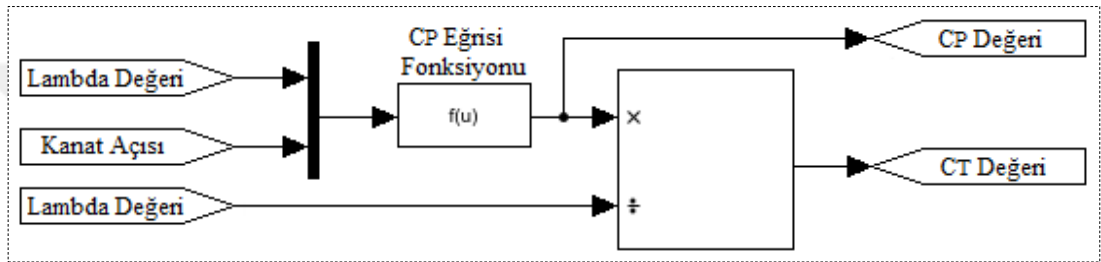 CP Eğrisi
Fonksiyonu
CP Değeri
Lambda Değeri
f(u)
×
Kanat Açısı
CT Değeri
Lambda Değeri
÷